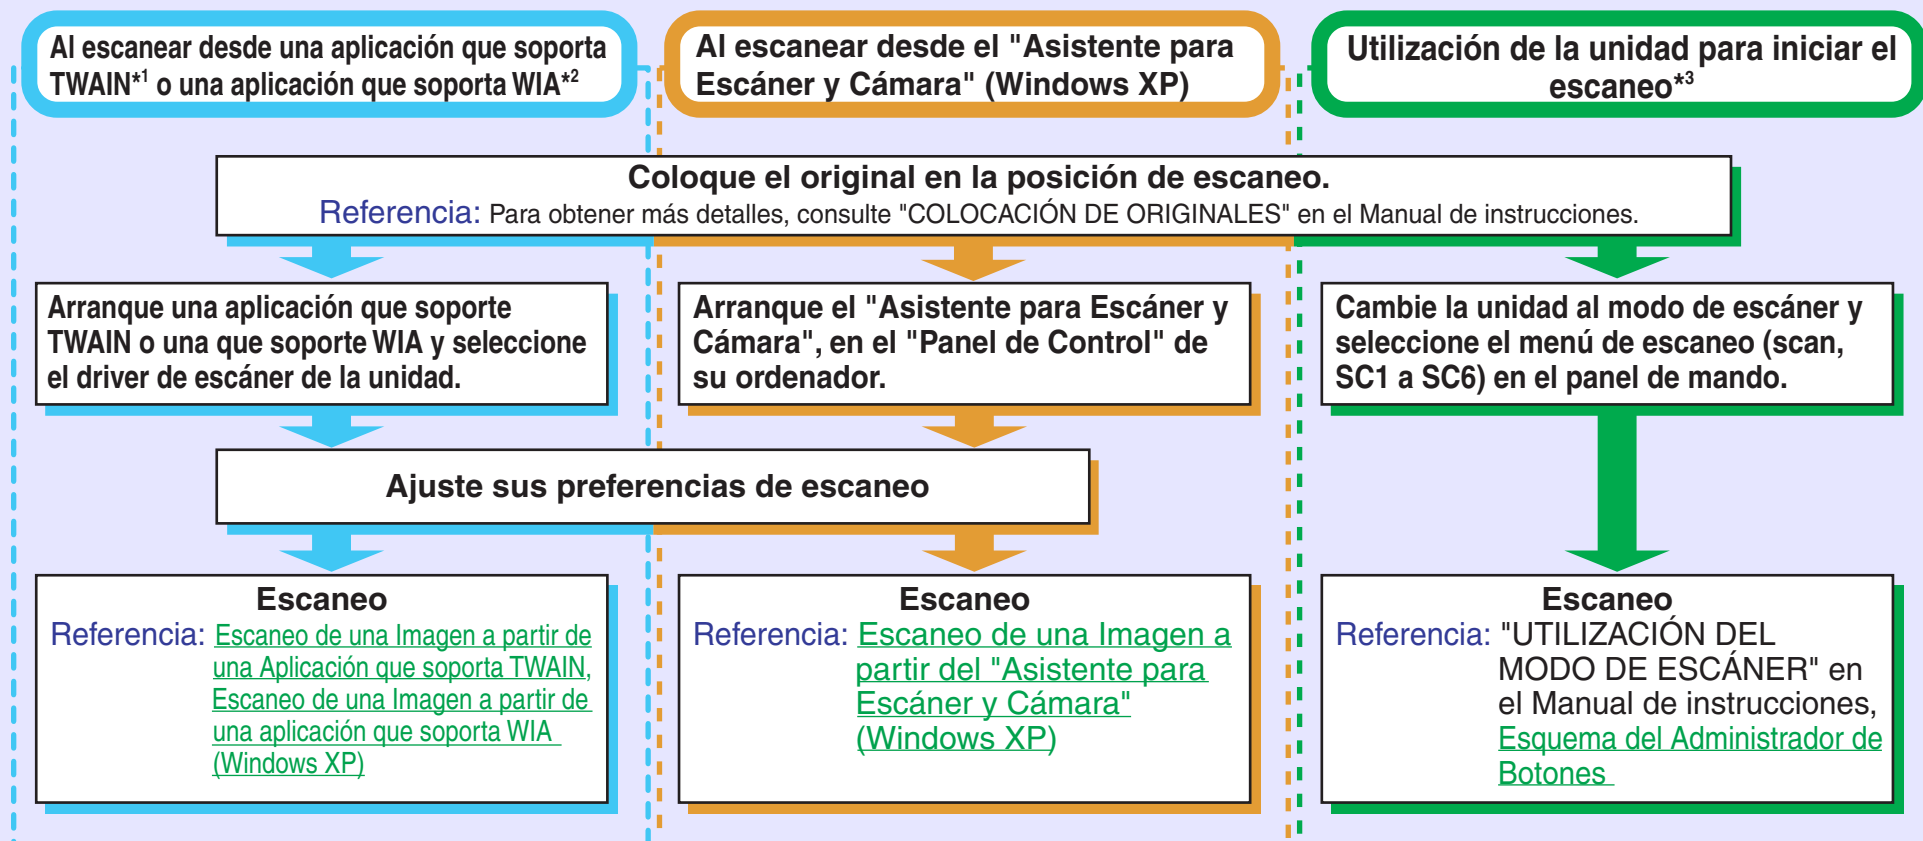 Al escanear desde una aplicación que soporta
TWAIN*1 o una aplicación que soporta WIA*2
Al escanear desde el "Asistente para
Escáner y Cámara" (Windows XP)
Utilización de la unidad para iniciar el
escaneo*3
Coloque el original en la posición de escaneo.
Referencia: Para obtener más detalles, consulte "COLOCACIÓN DE ORIGINALES" en el Manual de instrucciones.
Arranque una aplicación que soporte
TWAIN o una que soporte WIA y seleccione
el driver de escáner de la unidad.
Arranque el "Asistente para Escáner y
Cámara", en el "Panel de Control" de
su ordenador.
Cambie la unidad al modo de escáner y
seleccione el menú de escaneo (scan,
SC1 a SC6) en el panel de mando.
Ajuste sus preferencias de escaneo
Escaneo
Referencia: Escaneo de una Imagen a partir de
una Aplicación que soporta TWAIN,
Escaneo de una Imagen a partir de
una aplicación que soporta WIA
(Windows XP)
Escaneo
Referencia: Escaneo de una Imagen a
partir del "Asistente para
Escáner y Cámara"
(Windows XP)
Escaneo
Referencia: "UTILIZACIÓN DEL
MODO DE ESCÁNER" en
el Manual de instrucciones,
Esquema del Administrador de
Botones